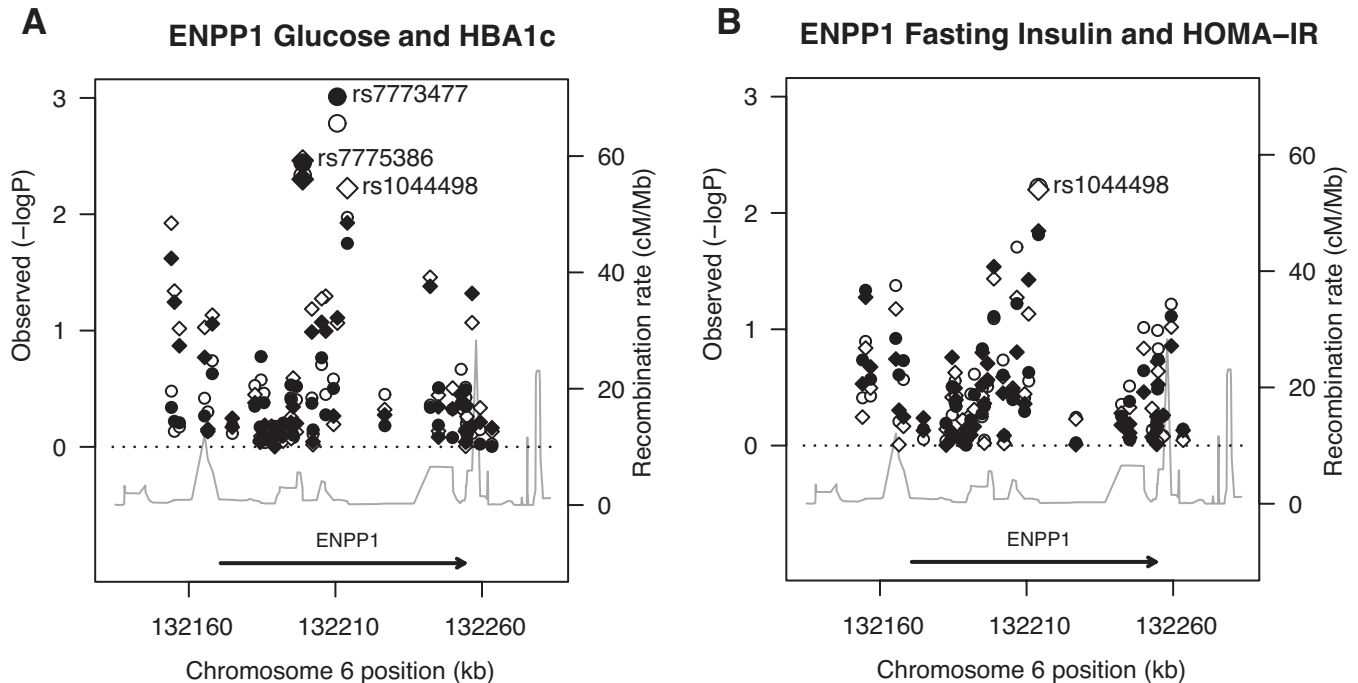 A
ENPP1 Glucose and HBA1c
Observed (−logP)
3
2
1
0
rs7773477
rs7775386
rs1044498
60
40
20
0
Recombination rate (cM/Mb)
ENPP1
132160
132210
132260
Chromosome 6 position (kb)
B
ENPP1 Fasting Insulin and HOMA−IR
Observed (−logP)
3
2
1
0
rs1044498
60
40
20
0
Recombination rate (cM/Mb)
ENPP1
132160
132210
132260
Chromosome 6 position (kb)